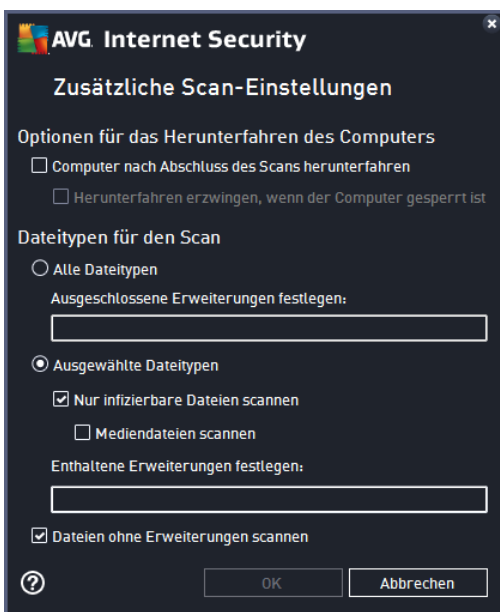 AVG. Internet Security
Zusätzliche Scan-Einstellungen
Optionen für das Herunterfahren des Computers
Computer nach Abschluss des Scans herunterfahren
Herunterfahren erzwingen, wenn der Computer gesperrt ist
Dateitypen für den Scan
Alle Dateitypen
Ausgeschlossene Erweiterungen festlegen:
Ausgewählte Dateitypen
Nur infizierbare Dateien scannen
Mediendateien scannen
Enthaltene Erweiterungen festlegen:
Dateien ohne Erweiterungen scannen
OK
Abbrechen